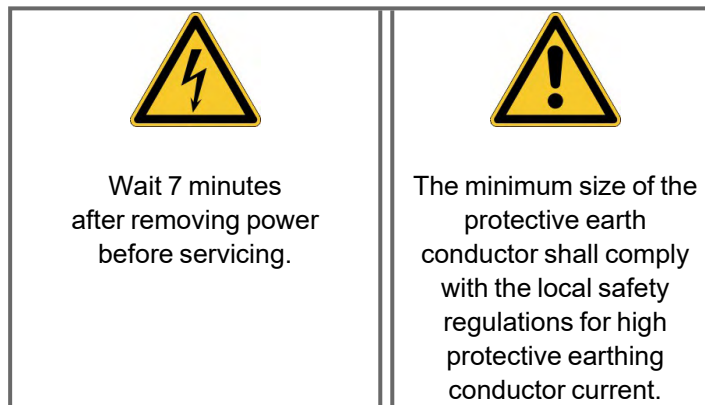 Wait 7 minutes
after removing power
before servicing.
The minimum size of the
protective earth
conductor shall comply
with the local safety
regulations for high
protective earthing
conductor current.